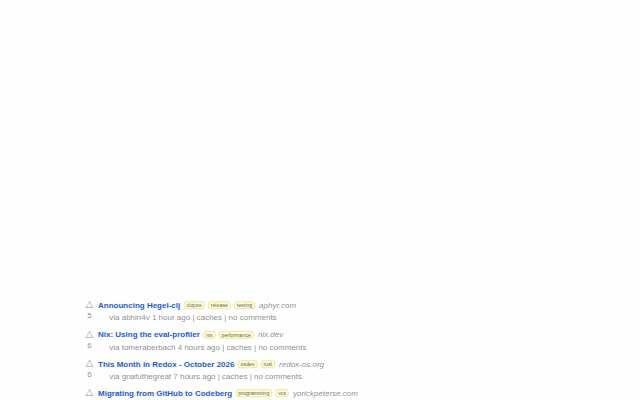 Announcing Hegel-clj clojure release testing aphyr.com
5 via abhin4v 1 hour ago | caches | no comments
Nix: Using the eval-profiler nix performance nix.dev
6 via tomeraberbach 4 hours ago | caches | no comments
This Month in Redox - October 2026 osdev rust redox-os.org
6 via gnafuthegreat 7 hours ago | caches | no comments
Migrating from GitHub to Codeberg programming vcs yorickpeterse.com